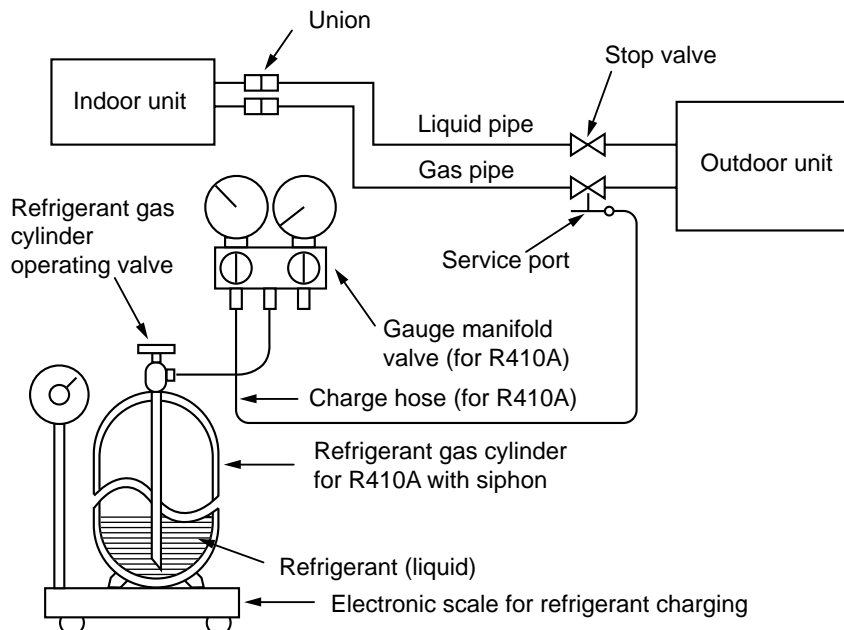 Union
Stop valve
Indoor unit
Liquid pipe
Gas pipe
Outdoor unit
Refrigerant gas
cylinder
operating valve
Service port
Gauge manifold
valve (for R410A)
Charge hose (for R410A)
Refrigerant gas cylinder
for R410A with siphon
Refrigerant (liquid)
Electronic scale for refrigerant charging